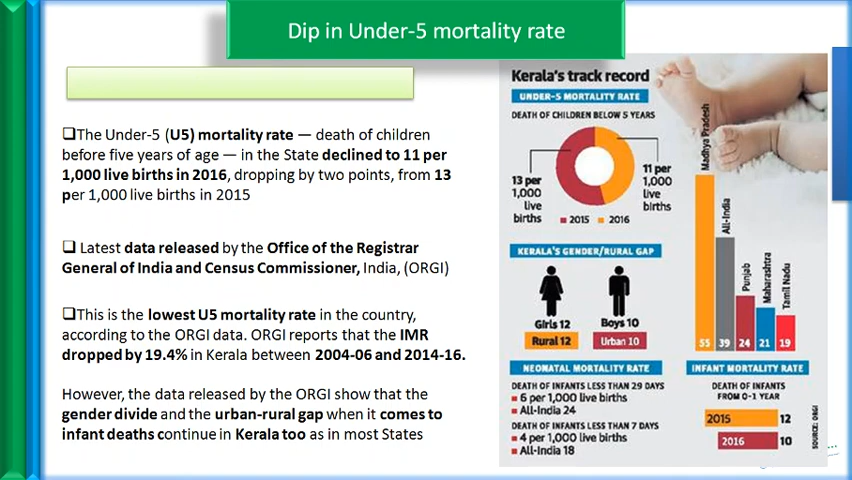 Dip in Under-5 mortality rate
❑The Under-5 (U5) mortality rate — death of children
before five years of age — in the State declined to 11 per
1,000 live births in 2016, dropping by two points, from 13
per 1,000 live births in 2015
❑ Latest data released by the Office of the Registrar
General of India and Census Commissioner, India, (ORGI)
❑This is the lowest U5 mortality rate in the country,
according to the ORGI data. ORGI reports that the IMR
dropped by 19.4% in Kerala between 2004-06 and 2014-16.
However, the data released by the ORGI show that the
gender divide and the urban-rural gap when it comes to
infant deaths continue in Kerala too as in most States
Kerala's track record
UNDER-5 MORTALITY RATE
DEATH OF CHILDREN BELOW 5 YEARS
13 per
1,000
live
births
11 per
1,000
live
births
2015 2016
KERALA'S GENDER/RURAL GAP
Girls 12 Boys 10
Rural 12 Urban 10
Madhya Pradesh
All-India
Punjab
Maharashtra
Tamil Nadu
55 39 24 21 19
NEONATAL MORTALITY RATE
DEATH OF INFANTS LESS THAN 29 DAYS
6 per 1,000 live births
All-India 24
DEATH OF INFANTS LESS THAN 7 DAYS
4 per 1,000 live births
All-India 18
INFANT MORTALITY RATE
DEATH OF INFANTS
FROM 0-1 YEAR
2015 12
2016 10
SOURCE: ORGI